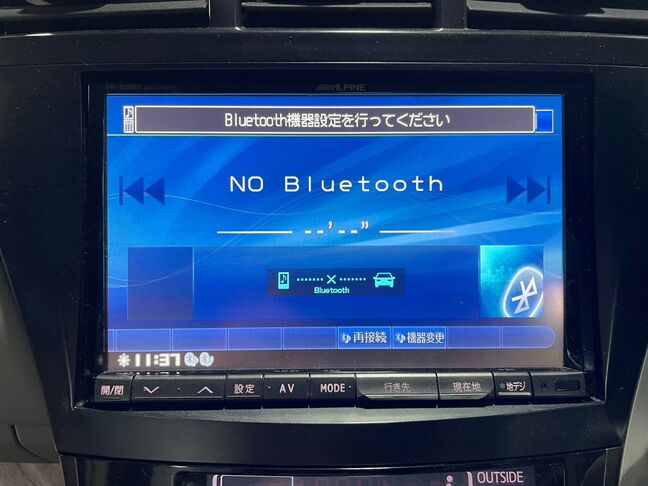 ALPINE
Bluetooth機器設定を行ってください
NO Bluetooth
--'--"
Bluetooth
再接続
機器変更
11:37
開/閉
設定
AV
MODE
行き先
現在地
地デジ
OUTSIDE